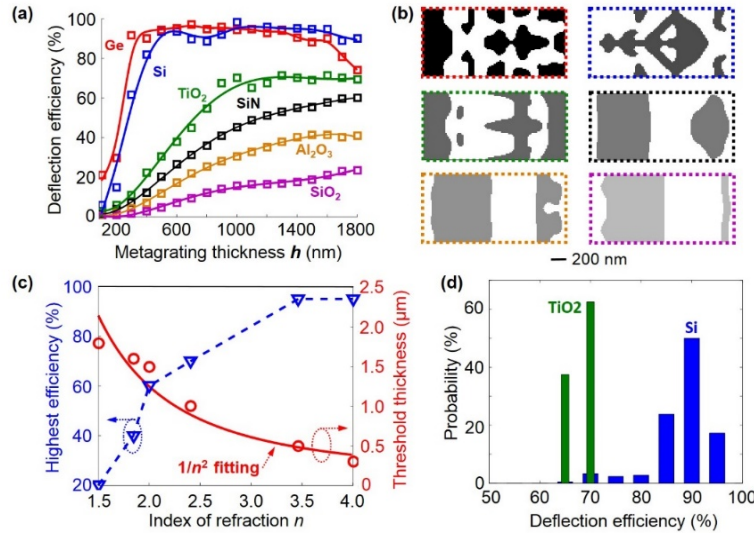 (a)
Deflection efficiency (%)
100
80
60
40
20
0
Ge
Si
TiO2
SiN
Al2O3
SiO2
200 600 1000 1400 1800
Metagrating thickness h (nm)
(b)
200 nm
(c)
Highest efficiency (%)
100
80
60
40
20
1/n² fitting
2.5
2.0
1.5
1.0
0.5
0
Threshold thickness (µm)
1.5 2.0 2.5 3.0 3.5 4.0
Index of refraction n
(d)
Probability (%)
60
40
20
0
TiO2
Si
50 60 70 80 90 100
Deflection efficiency (%)